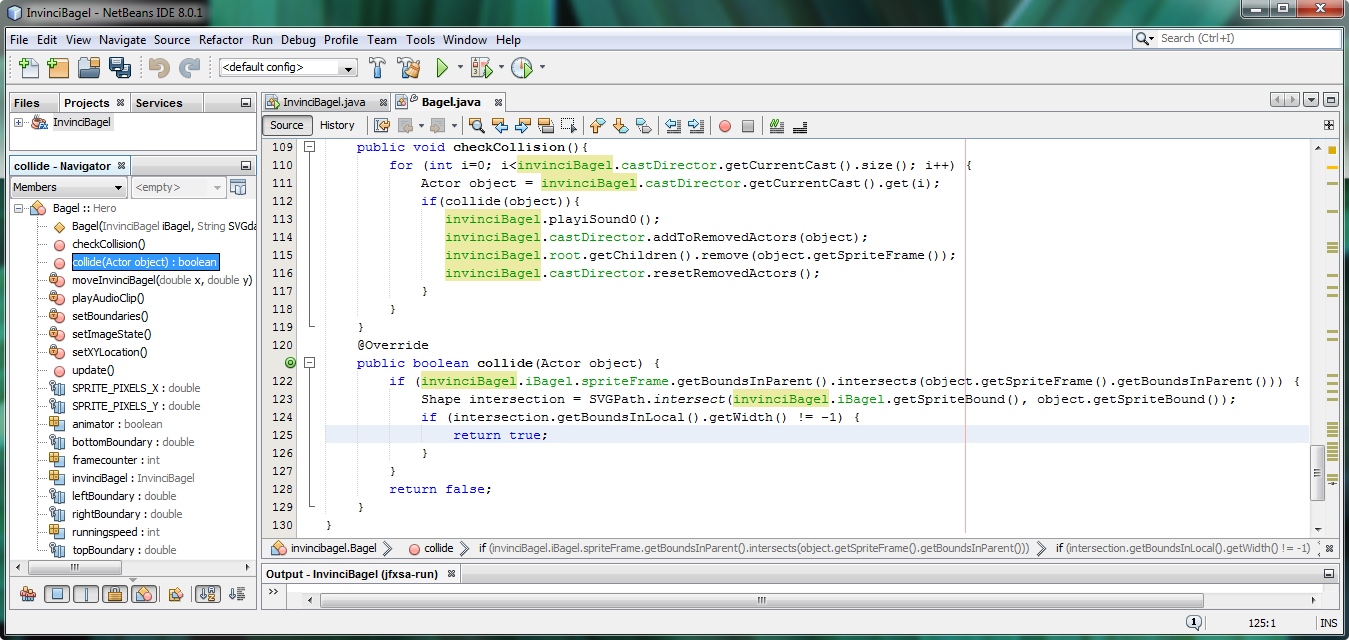 InvinciBagel - NetBeans IDE 8.0.1
File Edit View Navigate Source Refactor Run Debug Profile Team Tools Window Help
Search (Ctrl+I)
<default config>
Files Projects Services
InvinciBagel
collide - Navigator
Members <empty>
Bagel :: Hero
Bagel(InvinciBagel iBagel, String SVGda
checkCollision()
collide(Actor object) : boolean
moveInvinciBagel(double x, double y)
playAudioClip()
setBoundaries()
setImageState()
setXYLocation()
update()
SPRITE_PIXELS_X : double
SPRITE_PIXELS_Y : double
animator : boolean
bottomBoundary : double
framecounter : int
invinciBagel : InvinciBagel
leftBoundary : double
rightBoundary : double
runningspeed : int
topBoundary : double
InvinciBagel.java Bagel.java
Source History
109 public void checkCollision(){
110 for (int i=0; i<invinciBagel.castDirector.getCurrentCast().size(); i++) {
111 Actor object = invinciBagel.castDirector.getCurrentCast().get(i);
112 if(collide(object)){
113 invinciBagel.playiSound0();
114 invinciBagel.castDirector.addToRemovedActors(object);
115 invinciBagel.root.getChildren().remove(object.getSpriteFrame());
116 invinciBagel.castDirector.resetRemovedActors();
117 }
118 }
119 }
120 @Override
public boolean collide(Actor object) {
122 if (invinciBagel.iBagel.spriteFrame.getBoundsInParent().intersects(object.getSpriteFrame().getBoundsInParent())) {
123 Shape intersection = SVGPath.intersect(invinciBagel.iBagel.getSpriteBound(), object.getSpriteBound());
124 if (intersection.getBoundsInLocal().getWidth() != -1) {
125 return true;
126 }
127 }
128 return false;
129 }
130 }
invincibagel.Bagel collide if (invinciBagel.iBagel.spriteFrame.getBoundsInParent().intersects(object.getSpriteFrame().getBoundsInParent())) if (intersection.getBoundsInLocal().getWidth() != -1)
Output - InvinciBagel (jfxsa-run)
1 125:1 INS